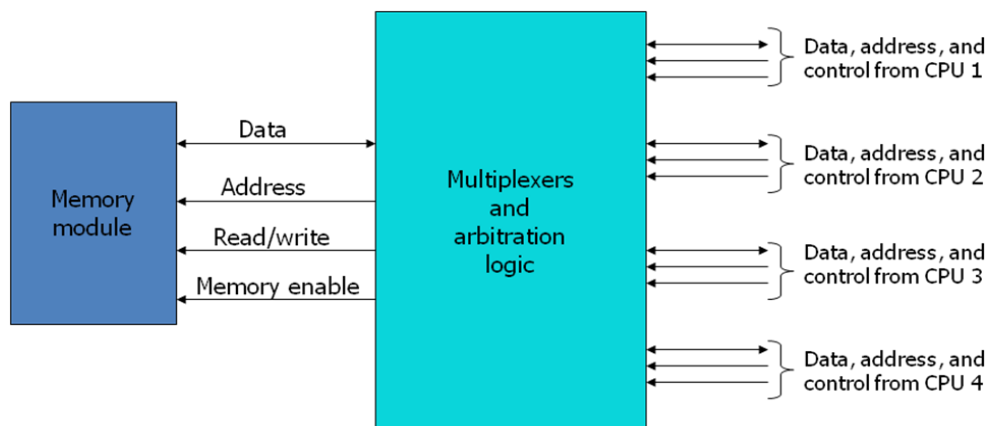 Memory
module
Data
Address
Read/write
Memory enable
Multiplexers
and
arbitration
logic
Data, address, and
control from CPU 1
Data, address, and
control from CPU 2
Data, address, and
control from CPU 3
Data, address, and
control from CPU 4